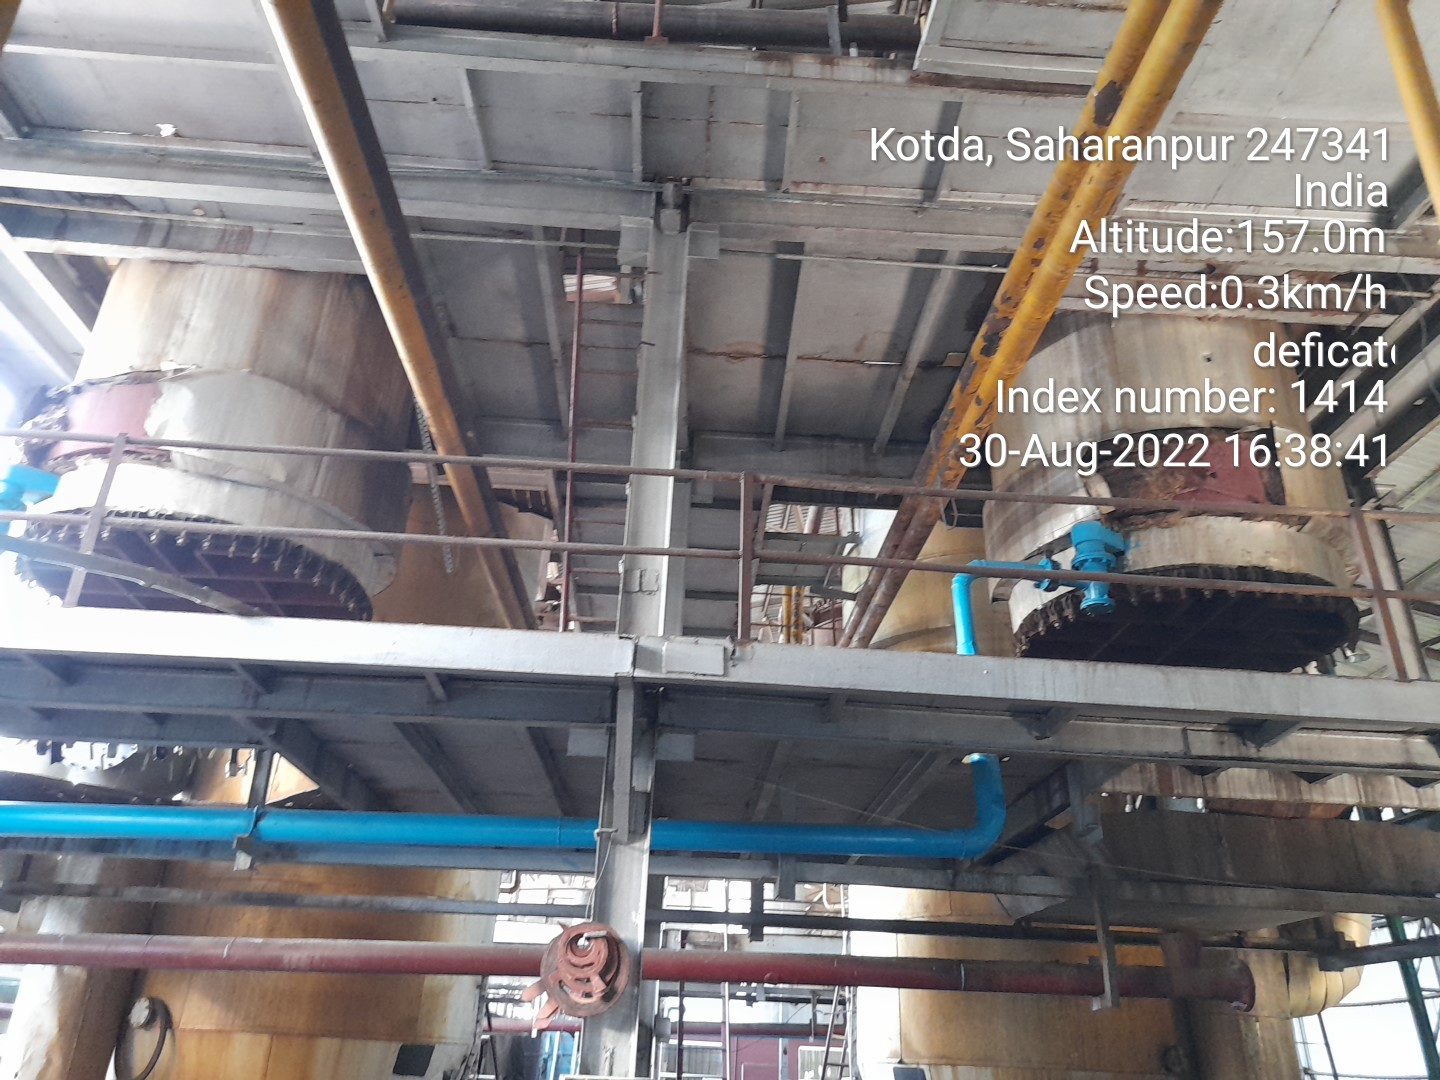 Kotda, Saharanpur 247341
India
Altitude:157.0m
Speed:0.3km/h
deficat
Index number: 1414
30-Aug-2022 16:38:41